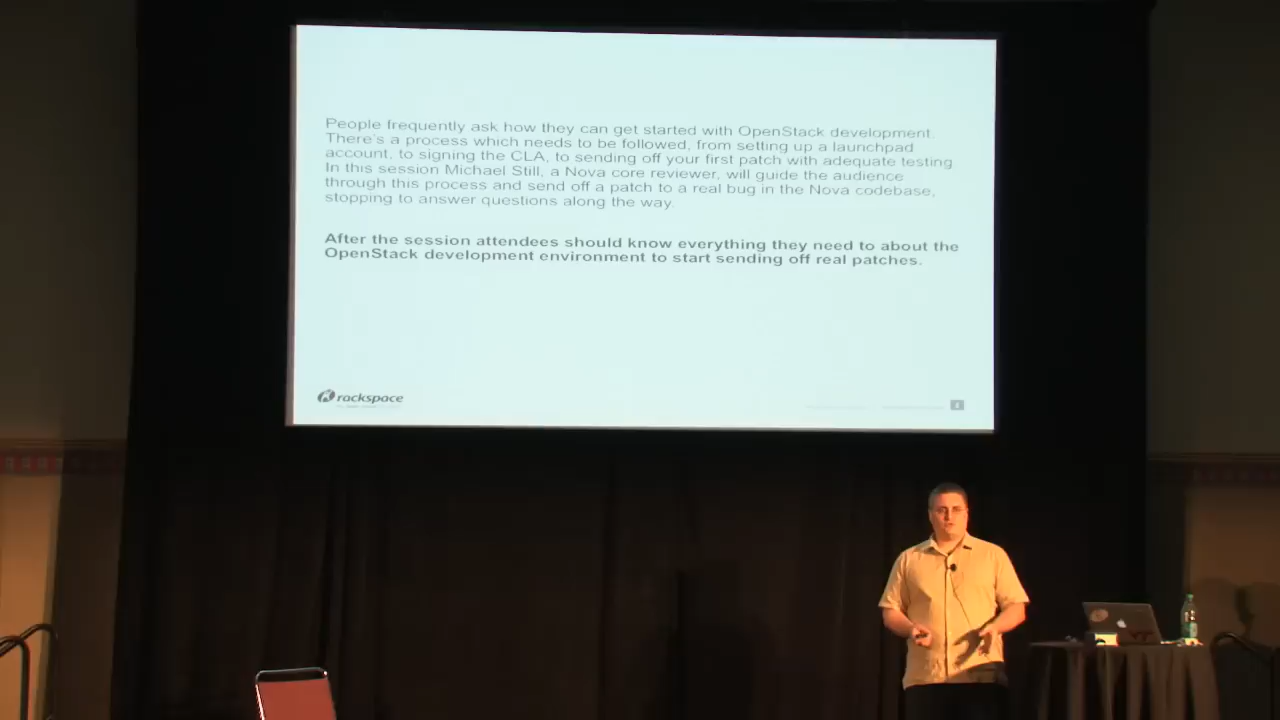 People frequently ask how they can get started with OpenStack development.
There's a process which needs to be followed, from setting up a launchpad
account, to signing the CLA, to sending off your first patch with adequate testing
In this session Michael Still, a Nova core reviewer, will guide the audience
through this process and send off a patch to a real bug in the Nova codebase,
stopping to answer questions along the way.
After the session attendees should know everything they need to about the
OpenStack development environment to start sending off real patches.
rackspace